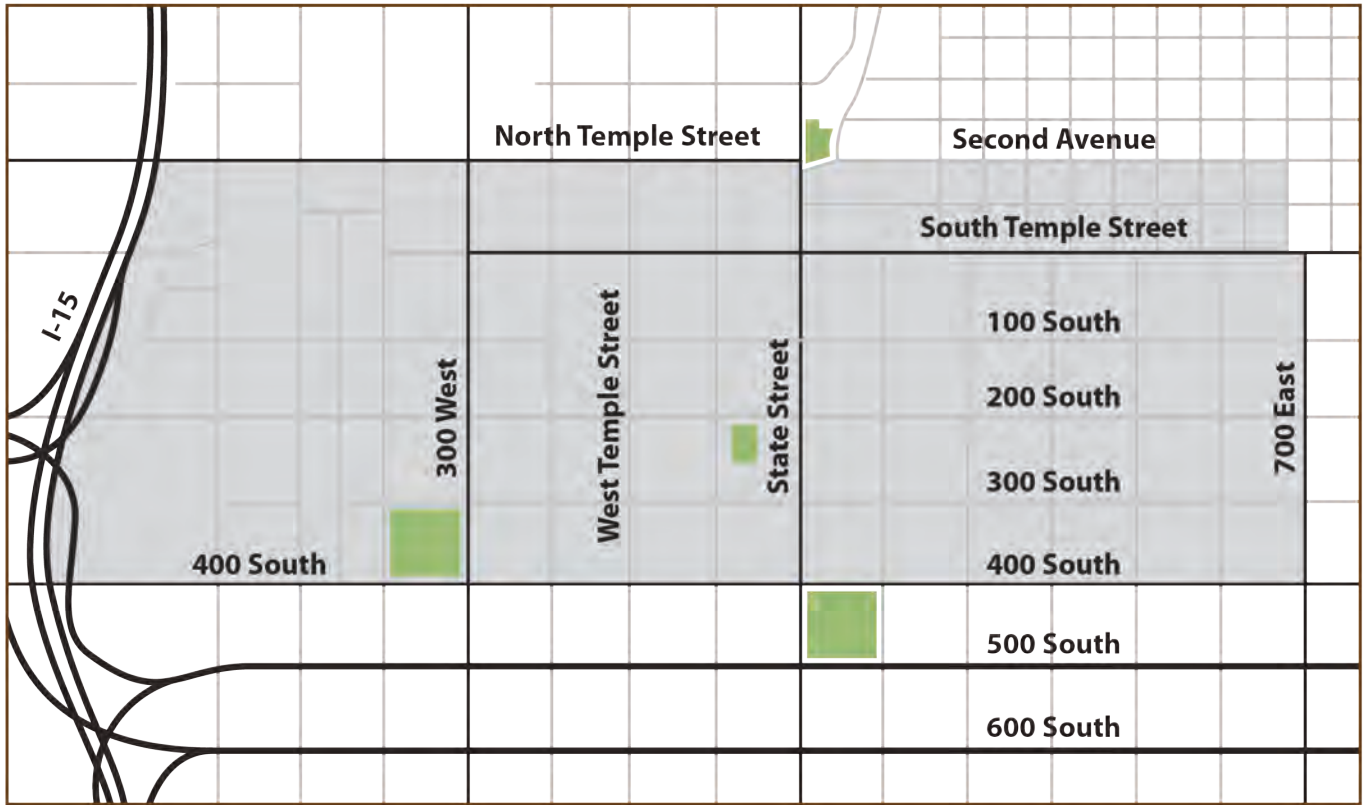 North Temple Street
Second Avenue
South Temple Street
I-15
100 South
300 West
West Temple Street
State Street
200 South
700 East
300 South
400 South
400 South
500 South
600 South